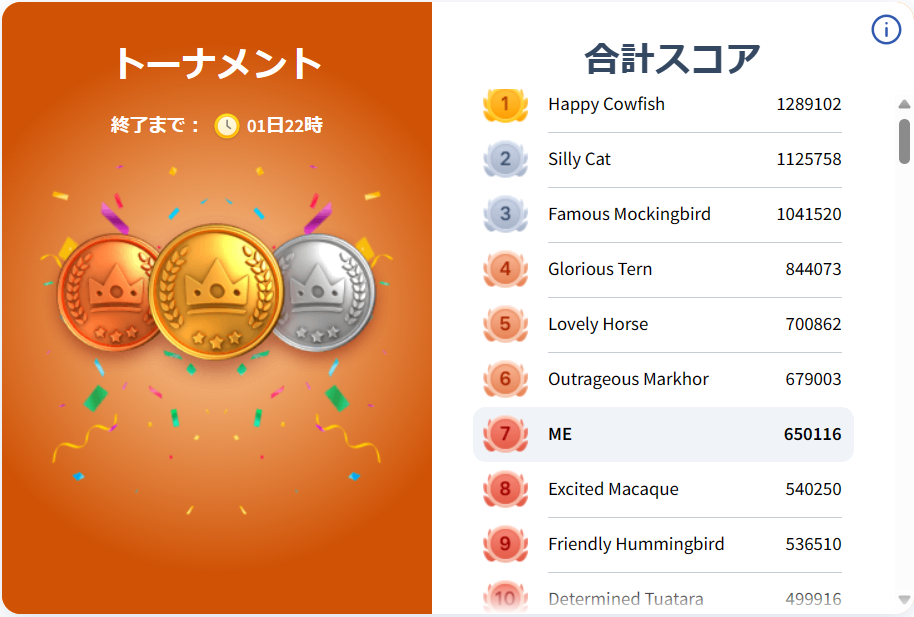 トーナメント
終了まで： 01日22時
合計スコア
1 Happy Cowfish 1289102
2 Silly Cat 1125758
3 Famous Mockingbird 1041520
4 Glorious Tern 844073
5 Lovely Horse 700862
6 Outrageous Markhor 679003
7 ME 650116
8 Excited Macaque 540250
9 Friendly Hummingbird 536510
10 Determined Tuatara 499916